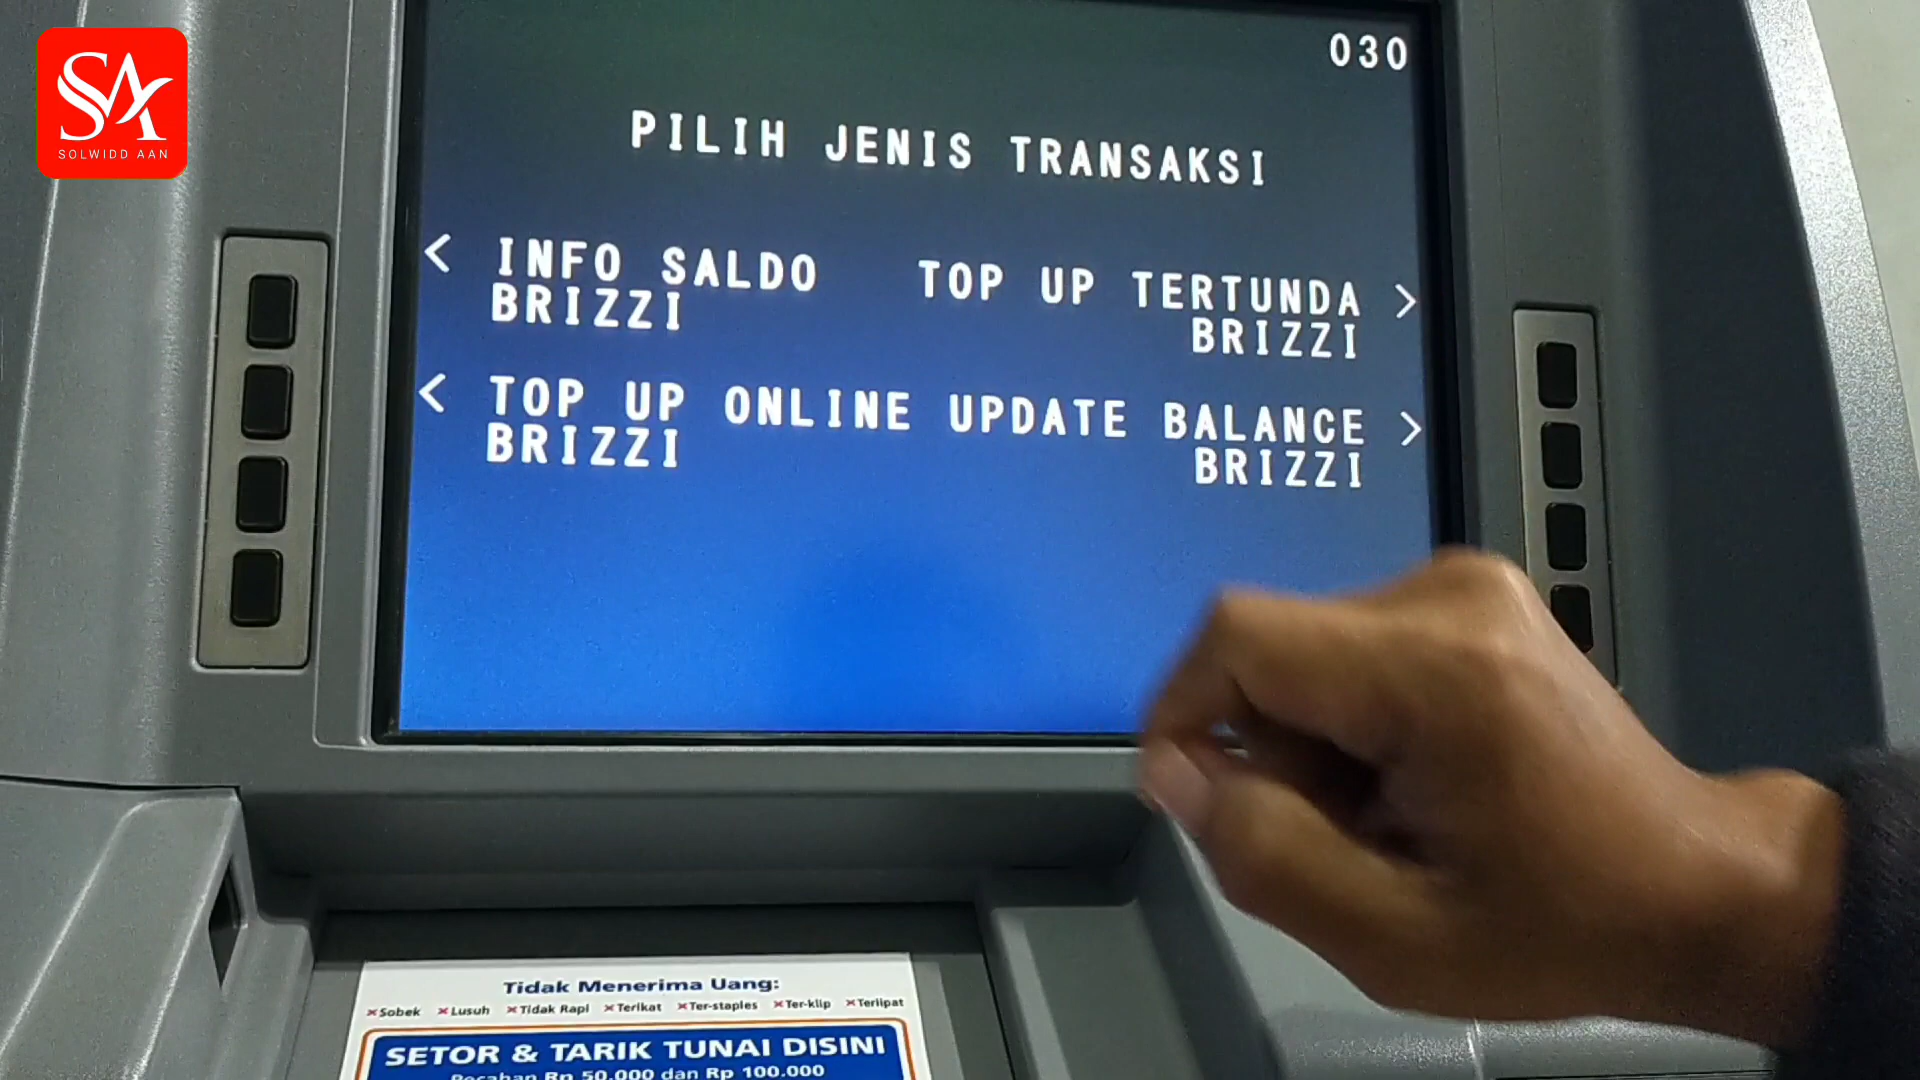 SA
SOLWIDD AAN
030
PILIH JENIS TRANSAKSI
< INFO SALDO
BRIZZI
TOP UP TERTUNDA >
BRIZZI
< TOP UP ONLINE
BRIZZI
UPDATE BALANCE >
BRIZZI
Tidak Menerima Uang:
×Sobek ×Lusuh ×Tidak Rapi ×Terikat ×Ter-staples ×Ter-klip ×Terlipat
SETOR & TARIK TUNAI DISINI
Pecahan Rp 50.000 dan Rp 100.000